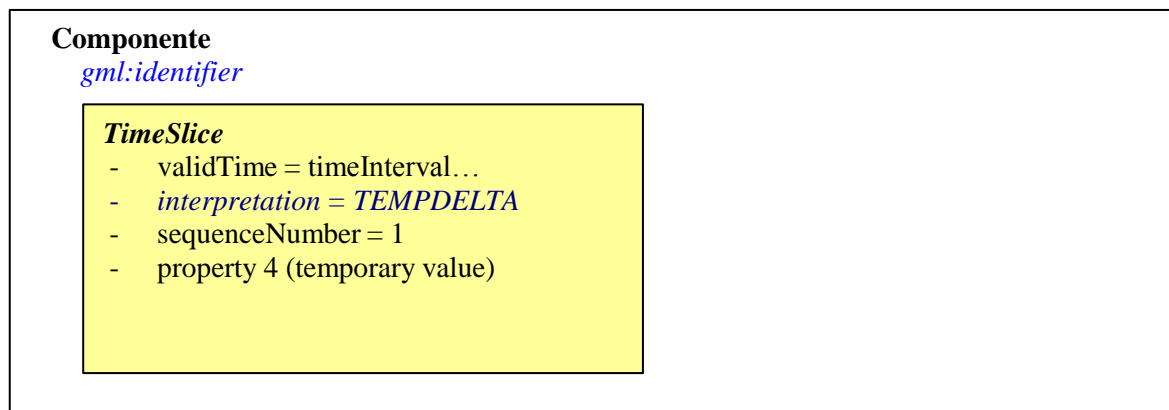 Componente
gml:identifier
TimeSlice
- validTime = timeInterval…
- interpretation = TEMPDELTA
- sequenceNumber = 1
- property 4 (temporary value)